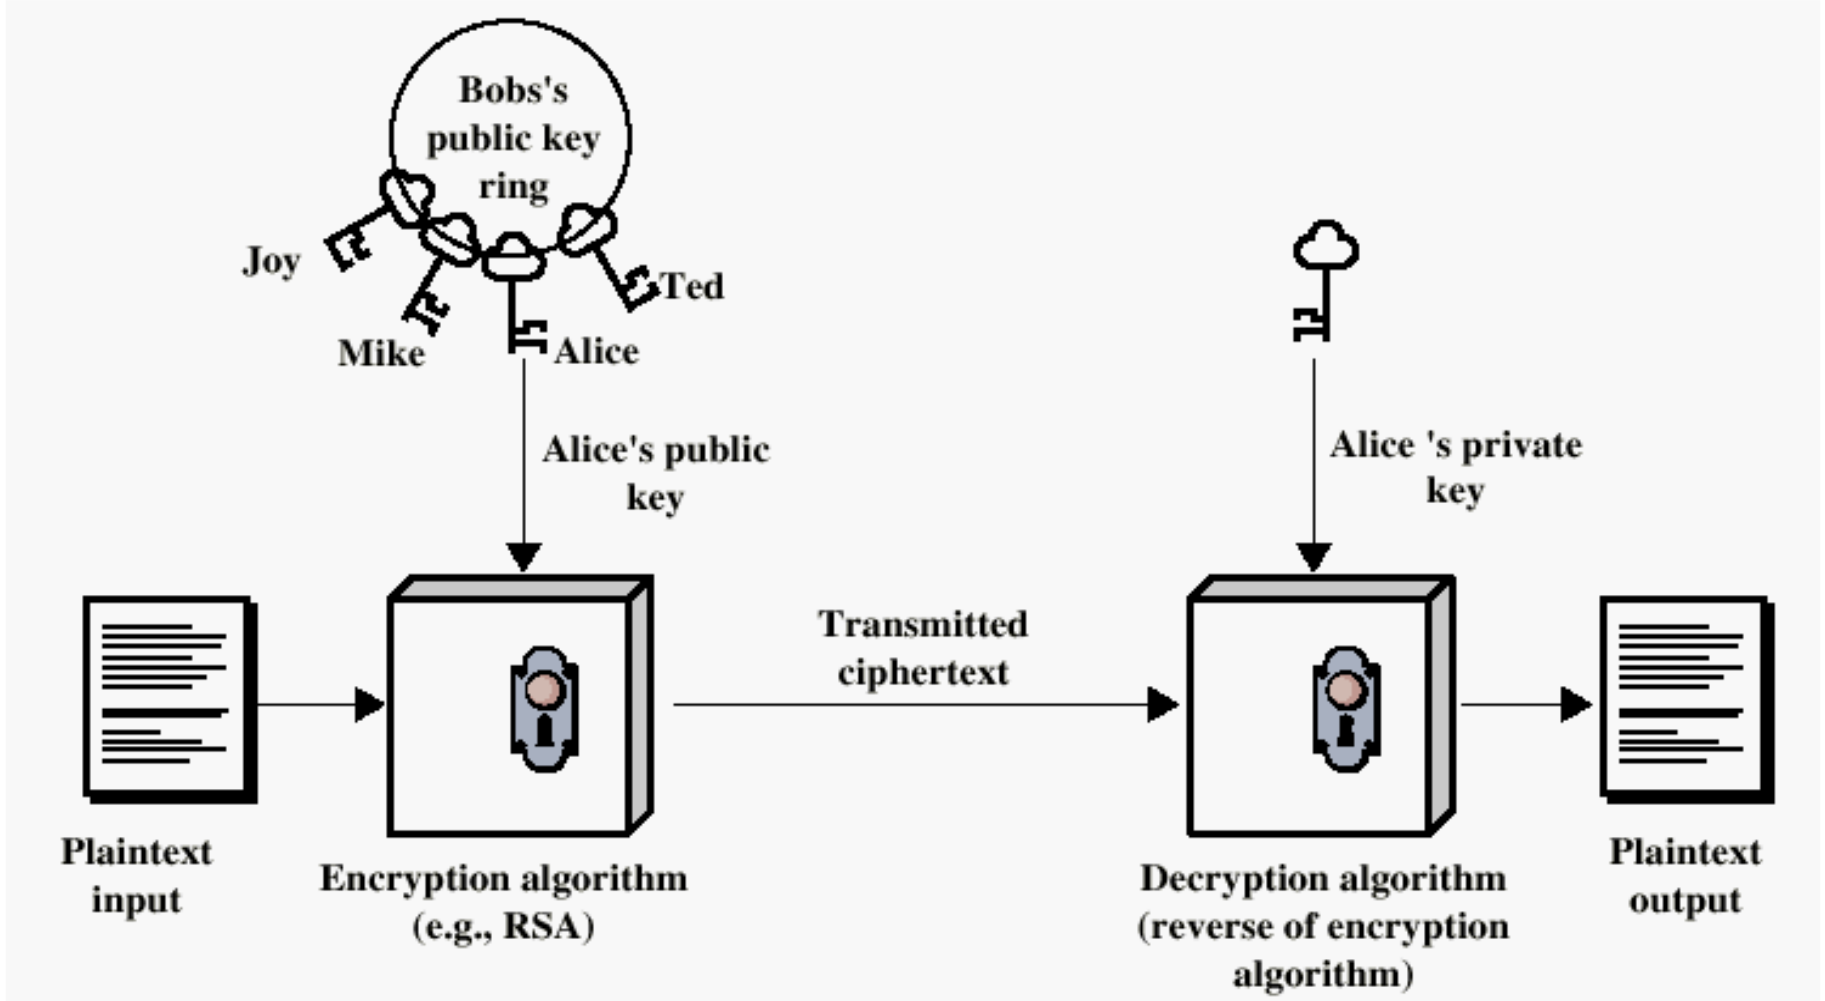 Bobs's
public key
ring
Joy
Ted
Mike
Alice
Alice's public
key
Alice 's private
key
Transmitted
ciphertext
Plaintext
input
Encryption algorithm
(e.g., RSA)
Decryption algorithm
(reverse of encryption
algorithm)
Plaintext
output